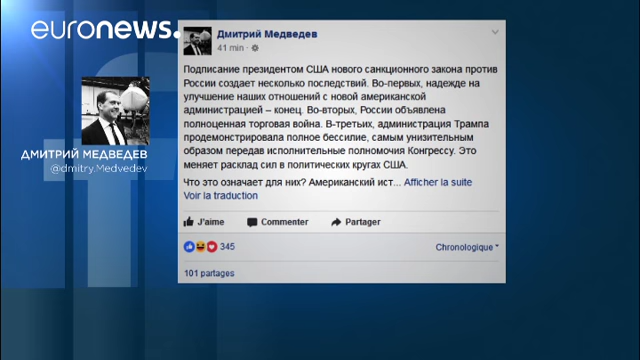 euronews.
Дмитрий Медведев
41 min
Подписание президентом США нового санкционного закона против
России создает несколько последствий. Во-первых, надежде на
улучшение наших отношений с новой американской
администрацией – конец. Во-вторых, России объявлена
полноценная торговая война. В-третьих, администрация Трампа
продемонстрировала полное бессилие, самым унизительным
образом передав исполнительные полномочия Конгрессу. Это
меняет расклад сил в политических кругах США.
Что это означает для них? Американский ист... Afficher la suite
Voir la traduction
J'aime Commenter Partager
345 Chronologique
101 partages
ДМИТРИЙ МЕДВЕДЕВ
@dmitry.Medvedev